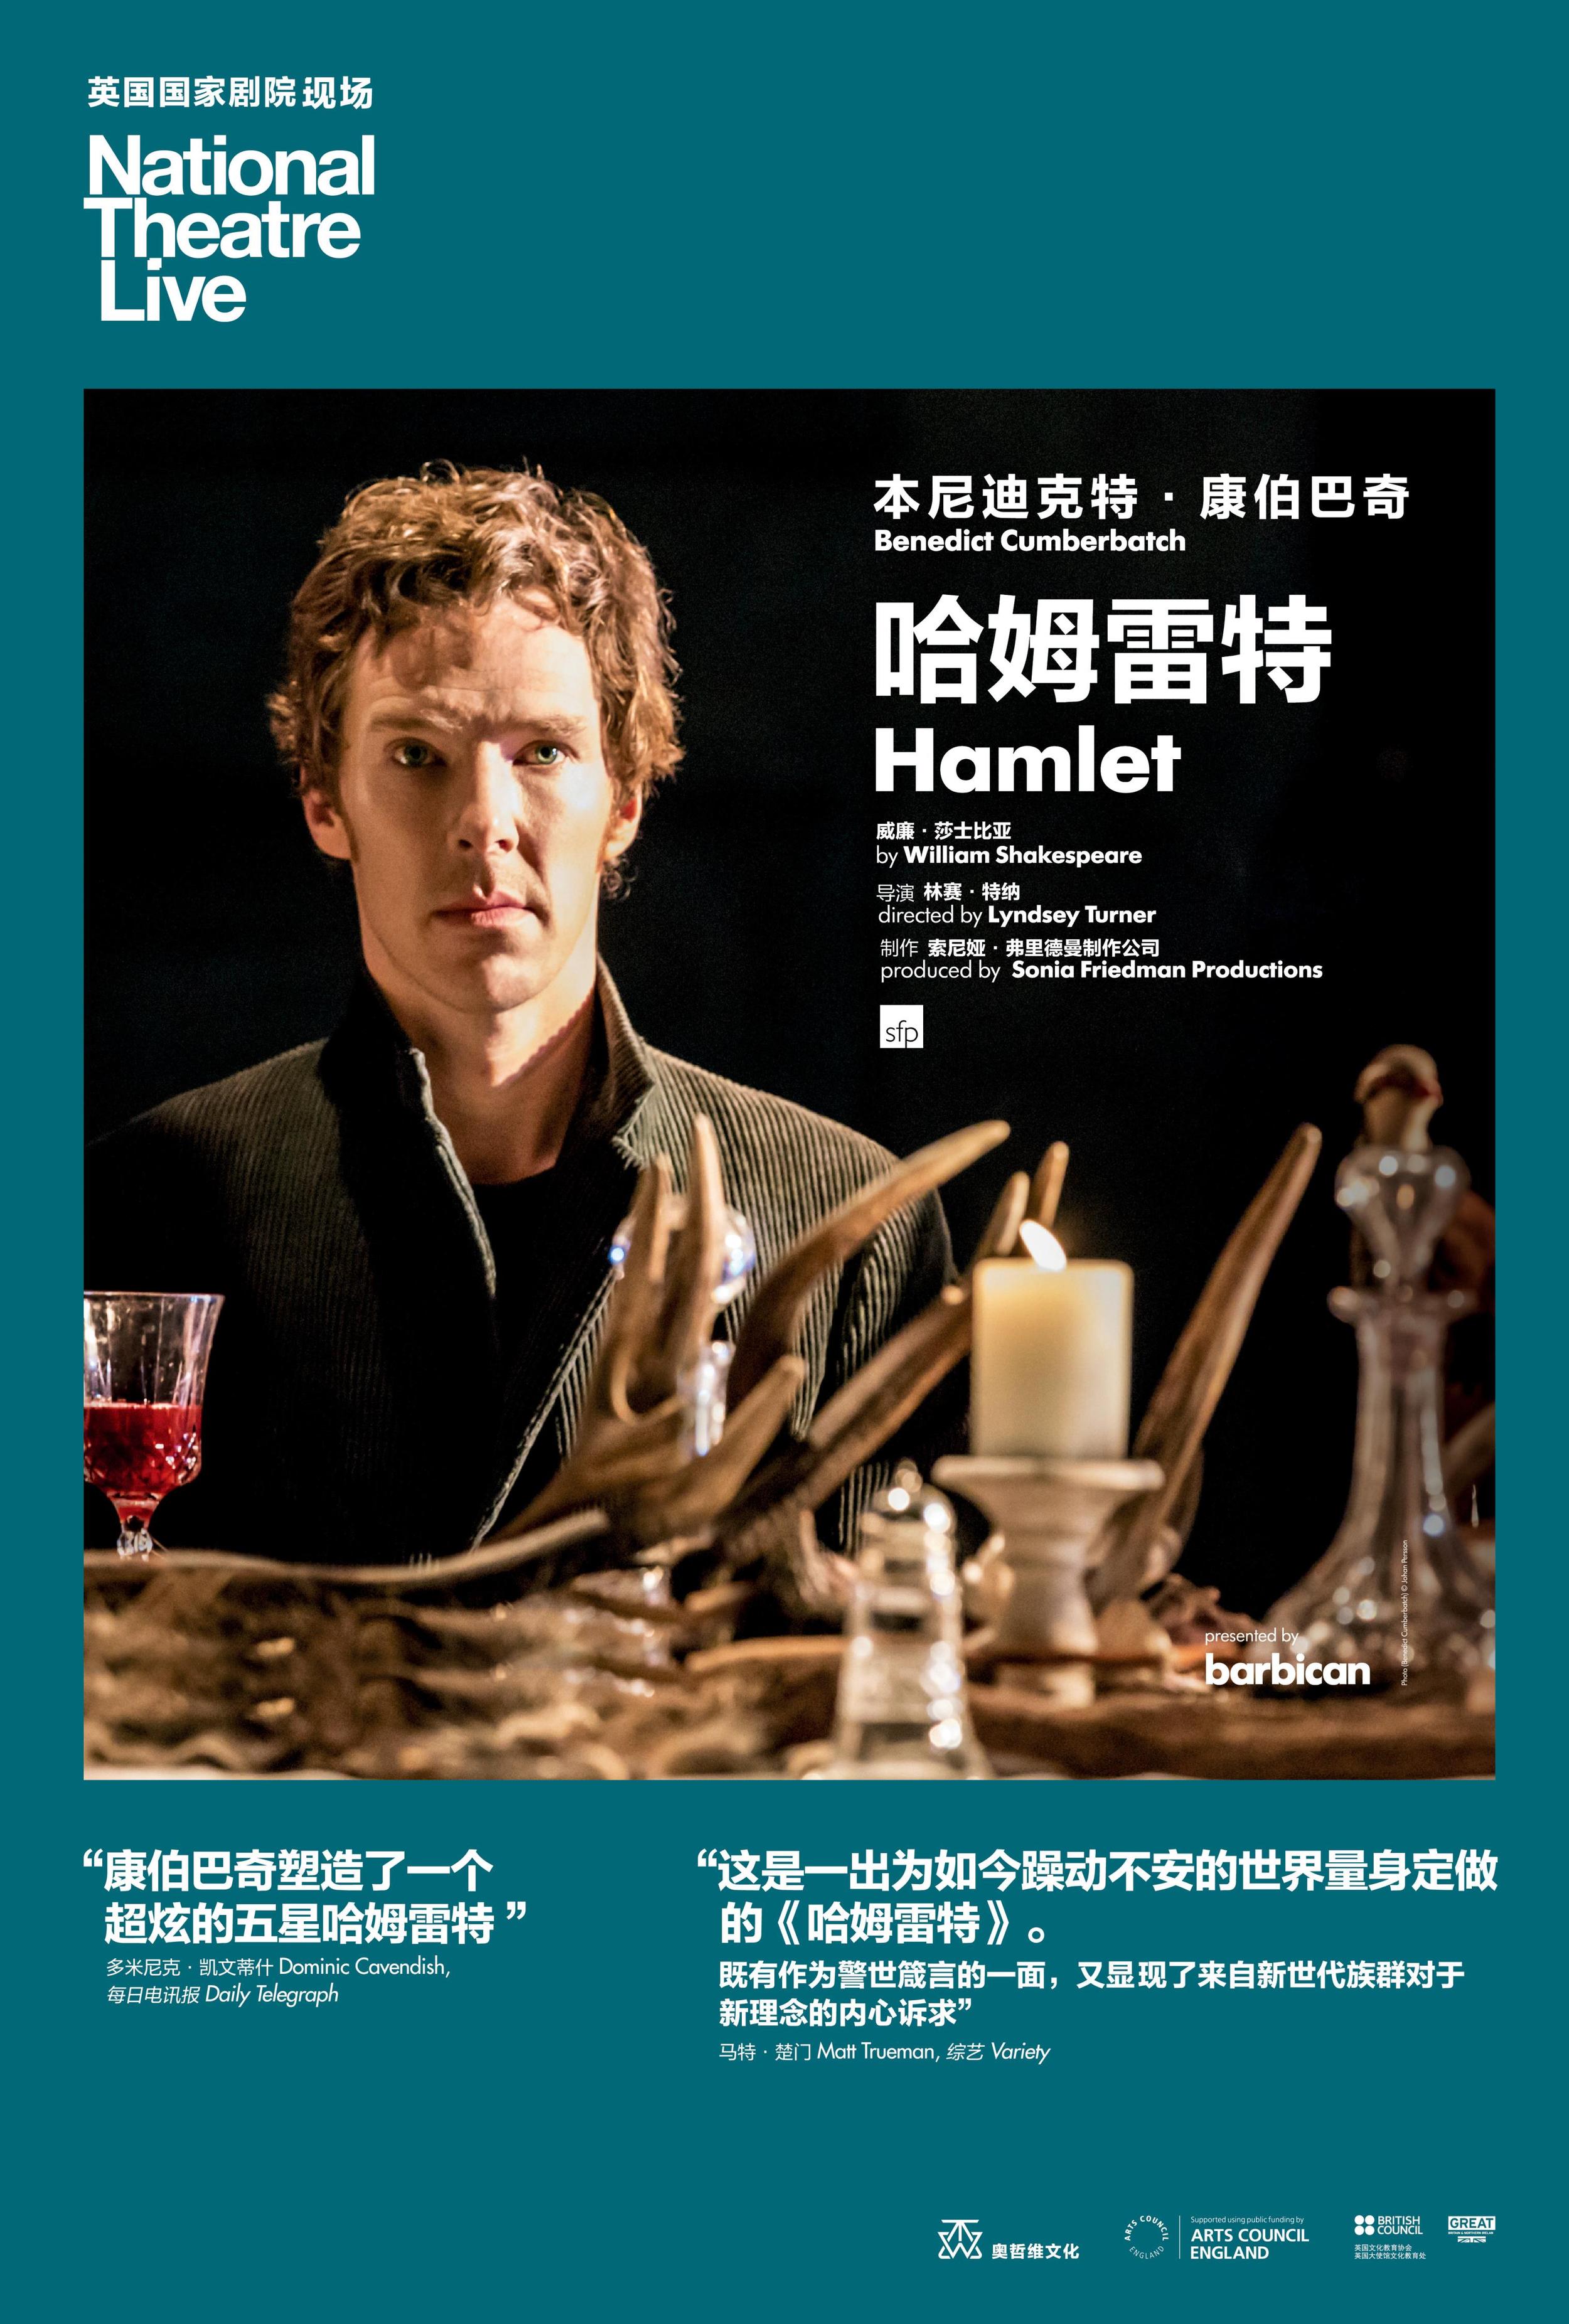 英国国家剧院现场
National
Theatre
Live
本尼迪克特·康伯巴奇
Benedict Cumberbatch
哈姆雷特
Hamlet
威廉·莎士比亚
by William Shakespeare
导演 林赛·特纳
directed by Lyndsey Turner
制作 索尼娅·弗里德曼制作公司
produced by Sonia Friedman Productions
sfp
presented by
barbican
Photo (Benedict Cumberbatch) © Johan Persson
“康伯巴奇塑造了一个
超炫的五星哈姆雷特”
多米尼克·凯文蒂什 Dominic Cavendish,
每日电讯报 Daily Telegraph
“这是一出为如今躁动不安的世界量身定做
的《哈姆雷特》。
既有作为警世箴言的一面，又显现了来自新世代族群对于
新理念的内心诉求”
马特·楚门 Matt Trueman, 综艺 Variety
奥哲维文化
ARTS COUNCIL
ENGLAND
Supported using public funding by
ARTS COUNCIL
ENGLAND
BRITISH
COUNCIL
英国文化教育协会
英国大使馆文化教育处
GREAT